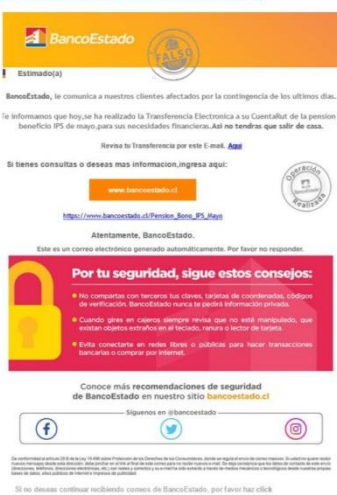 BancoEstado
FALSO
Estimado(a)
BancoEstado, le comunica a nuestros clientes afectados por la contingencia de los ultimos dias.
Te informamos que hoy,se ha realizado la Transferencia Electronica a su CuentaRut de la pension
beneficio IPS de mayo,para sus necesidades financieras.Asi no tendras que salir de casa.
Revisa tu Transferencia por este E-mail. Aquí
Si tienes consultas o deseas mas informacion,ingresa aqui:
www.bancoestado.cl
Operación
Realizada
https://www.bancoestado.cl/Pension_Bono_IPS_Mayo
Atentamente, BancoEstado.
Este es un correo electrónico generado automáticamente. Por favor no responder.
Por tu seguridad, sigue estos consejos:
No compartas con terceros tus claves, tarjetas de coordenadas, códigos
de verificación. BancoEstado nunca te pedirá información privada.
Cuando gires en cajeros siempre revisa que no esté manipulado, que
existan objetos extraños en el teclado, ranura o lector de tarjeta.
Evita conectarte en redes libres o públicas para hacer transacciones
bancarias o comprar por internet.
Conoce más recomendaciones de seguridad
de BancoEstado en nuestro sitio bancoestado.cl
Síguenos en @bancoestado
Si no deseas continuar recibiendo correos de BancoEstado, por favor haz click